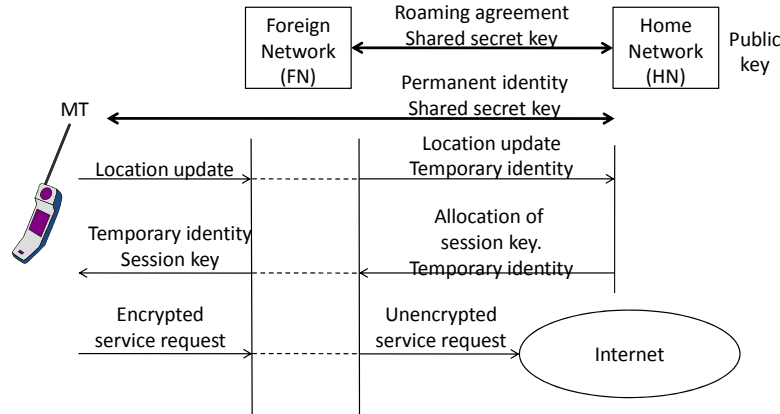 Foreign
Network
(FN)
Roaming agreement
Shared secret key
Home
Network
(HN)
Public
key
Permanent identity
Shared secret key
MT
Location update
Location update
Temporary identity
Temporary identity
Session key
Allocation of
session key.
Temporary identity
Encrypted
service request
Unencrypted
service request
Internet